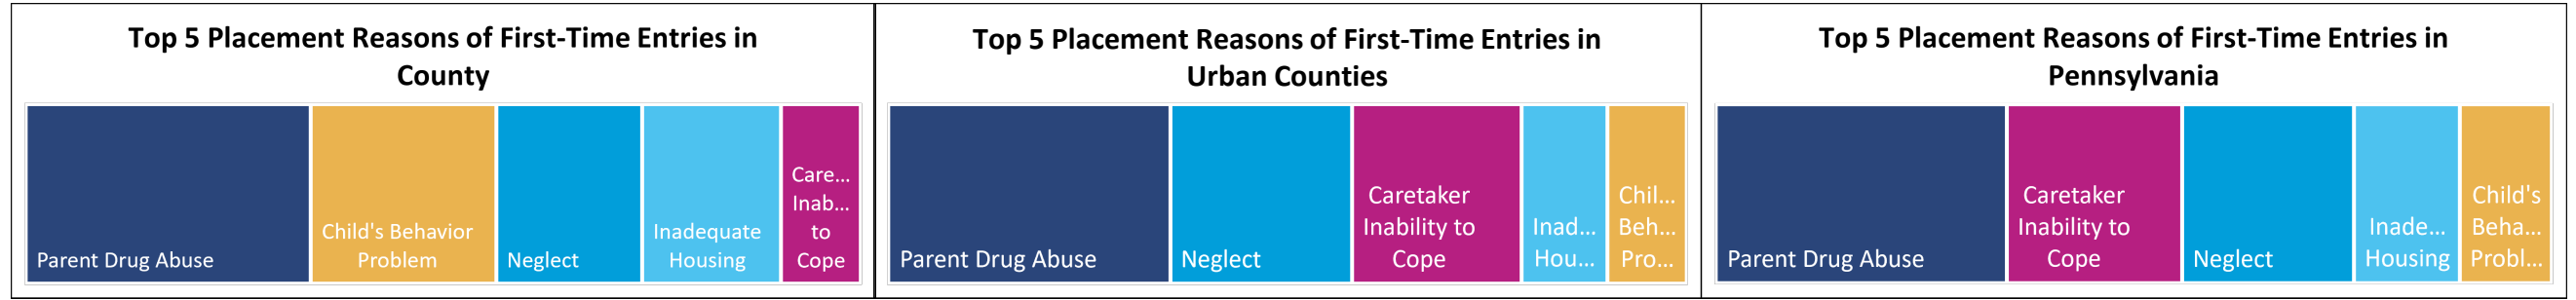 Top 5 Placement Reasons of First-Time Entries in
County
Parent Drug Abuse
Child's Behavior
Problem
Neglect
Inadequate
Housing
Care...
Inab...
to
Cope
Top 5 Placement Reasons of First-Time Entries in
Urban Counties
Parent Drug Abuse
Neglect
Caretaker
Inability to
Cope
Inad...
Hou...
Chil...
Beh...
Pro...
Top 5 Placement Reasons of First-Time Entries in
Pennsylvania
Parent Drug Abuse
Caretaker
Inability to
Cope
Neglect
Inade...
Housing
Child's
Beha...
Probl...